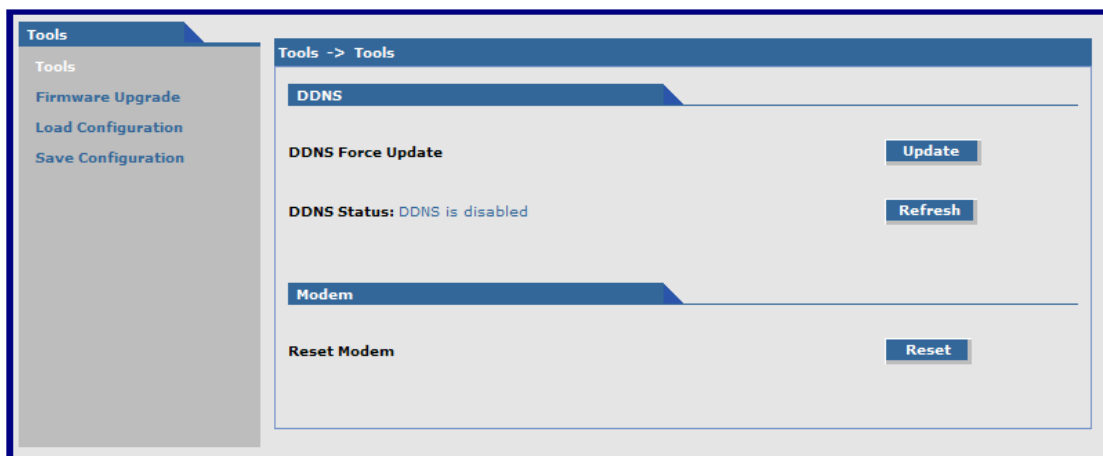 Tools
Tools
Firmware Upgrade
Load Configuration
Save Configuration
Tools -> Tools
DDNS
DDNS Force Update
Update
DDNS Status: DDNS is disabled
Refresh
Modem
Reset Modem
Reset